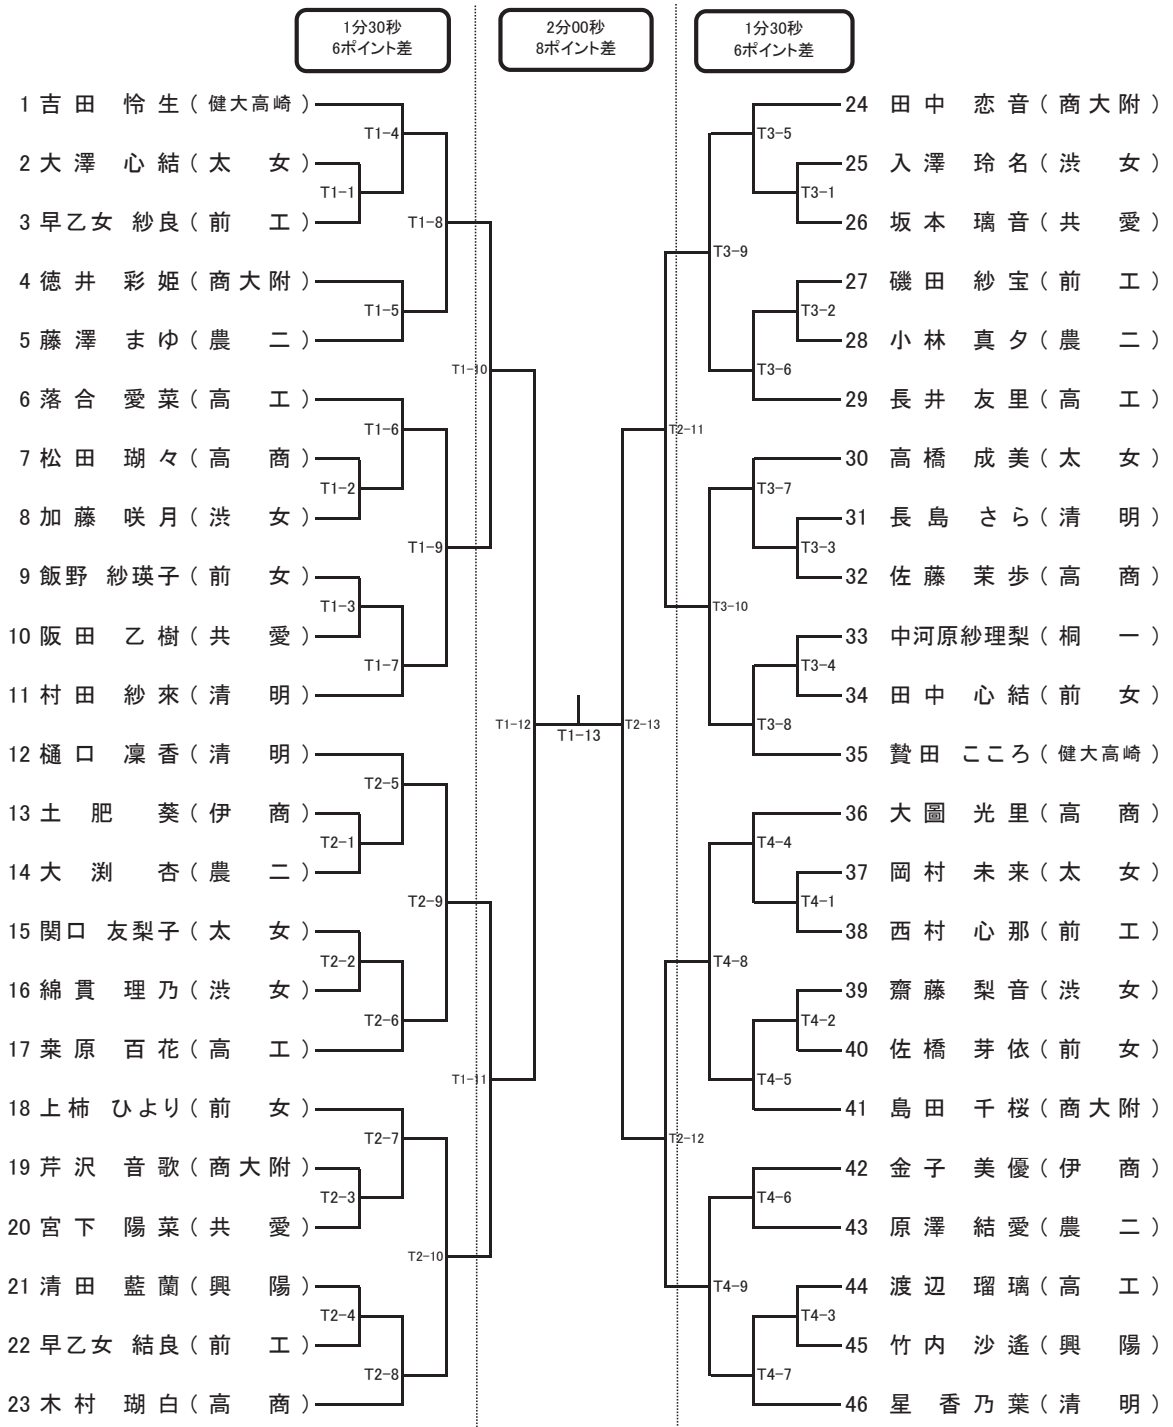 1分30秒
6ポイント差
2分00秒
8ポイント差
1分30秒
6ポイント差
1 吉田 怜生(健大高崎)
2 大澤 心結(太 女)
3 早乙女 紗良(前 工)
4 徳井 彩姫(商大附)
5 藤澤 まゆ(農 二)
6 落合 愛菜(高 工)
7 松田 瑚々(高 商)
8 加藤 咲月(渋 女)
9 飯野 紗瑛子(前 女)
10 阪田 乙樹(共 愛)
11 村田 紗來(清 明)
12 樋口 凜香(清 明)
13 土肥 葵(伊 商)
14 大渕 杏(農 二)
15 関口 友梨子(太 女)
16 綿貫 理乃(渋 女)
17 桒原 百花(高 工)
18 上柿 ひより(前 女)
19 芹沢 音歌(商大附)
20 宮下 陽菜(共 愛)
21 清田 藍蘭(興 陽)
22 早乙女 結良(前 工)
23 木村 瑚白(高 商)
T1-1
T1-2
T1-3
T2-1
T2-2
T2-3
T2-4
T1-4
T1-5
T1-6
T1-7
T2-5
T2-6
T2-7
T2-8
T1-8
T1-9
T2-9
T2-10
T1-10
T1-11
T1-12
T1-13
T2-13
T2-11
T2-12
T3-9
T3-10
T4-8
T4-9
T3-5
T3-6
T3-7
T3-8
T4-4
T4-5
T4-6
T4-7
T3-1
T3-2
T3-3
T3-4
T4-1
T4-2
T4-3
24 田中 恋音(商大附)
25 入澤 玲名(渋 女)
26 坂本 璃音(共 愛)
27 磯田 紗宝(前 工)
28 小林 真夕(農 二)
29 長井 友里(高 工)
30 高橋 成美(太 女)
31 長島 さら(清 明)
32 佐藤 茉歩(高 商)
33 中河原紗理梨(桐 一)
34 田中 心結(前 女)
35 贄田 こころ(健大高崎)
36 大圖 光里(高 商)
37 岡村 未来(太 女)
38 西村 心那(前 工)
39 齋藤 梨音(渋 女)
40 佐橋 芽依(前 女)
41 島田 千桜(商大附)
42 金子 美優(伊 商)
43 原澤 結愛(農 二)
44 渡辺 瑠璃(高 工)
45 竹内 沙遙(興 陽)
46 星 香乃葉(清 明)